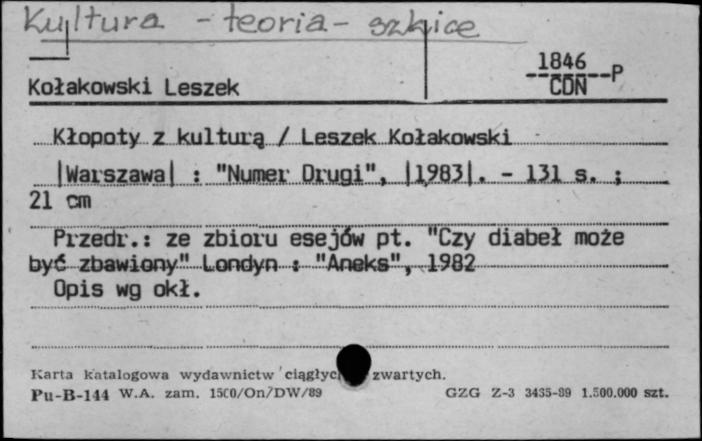 Kultura - teoria - szkice
1846
P
CDN
Kołakowski Leszek
Kłopoty z kulturą / Leszek Kołakowski
|Warszawa| : "Numer Drugi", |1983|. - 131 s. ;
21 cm
Przedr.: ze zbioru esejów pt. "Czy diabeł może
być zbawiony" Londyn : "Aneks", 1982
Opis wg okł.
Karta katalogowa wydawnictw ciągłyc zwartych.
Pu-B-144 W.A. zam. 1500/On/DW/89 GZG Z-3 3435-89 1.500.000 szt.